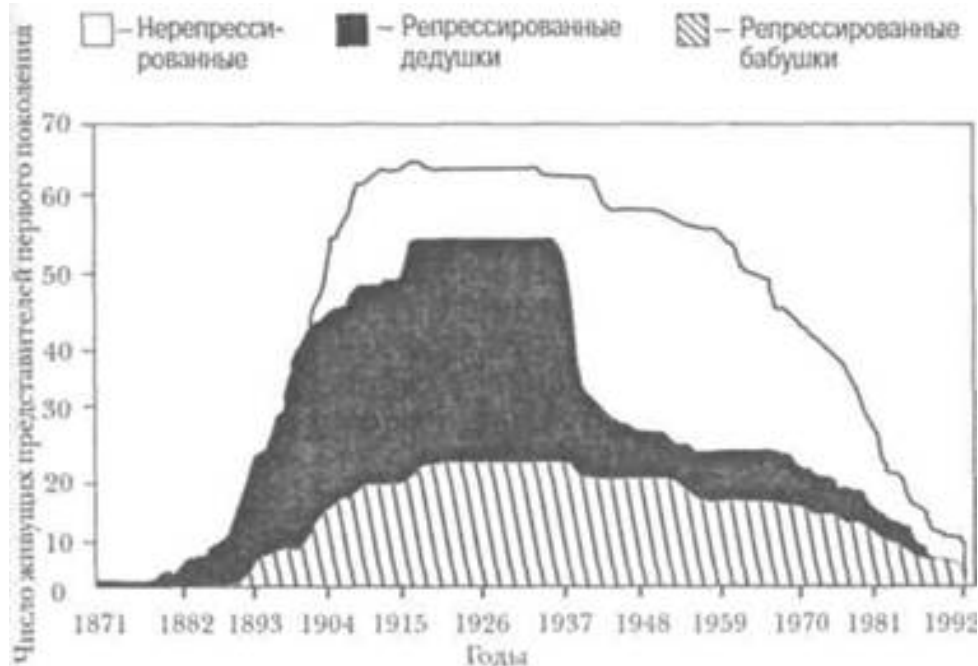 – Нерепресси-
рованные
– Репрессированные
дедушки
– Репрессированные
бабушки
Число живущих представителей первого поколения
70
60
50
40
30
20
10
0
1871 1882 1893 1904 1915 1926 1937 1948 1959 1970 1981 1992
Годы